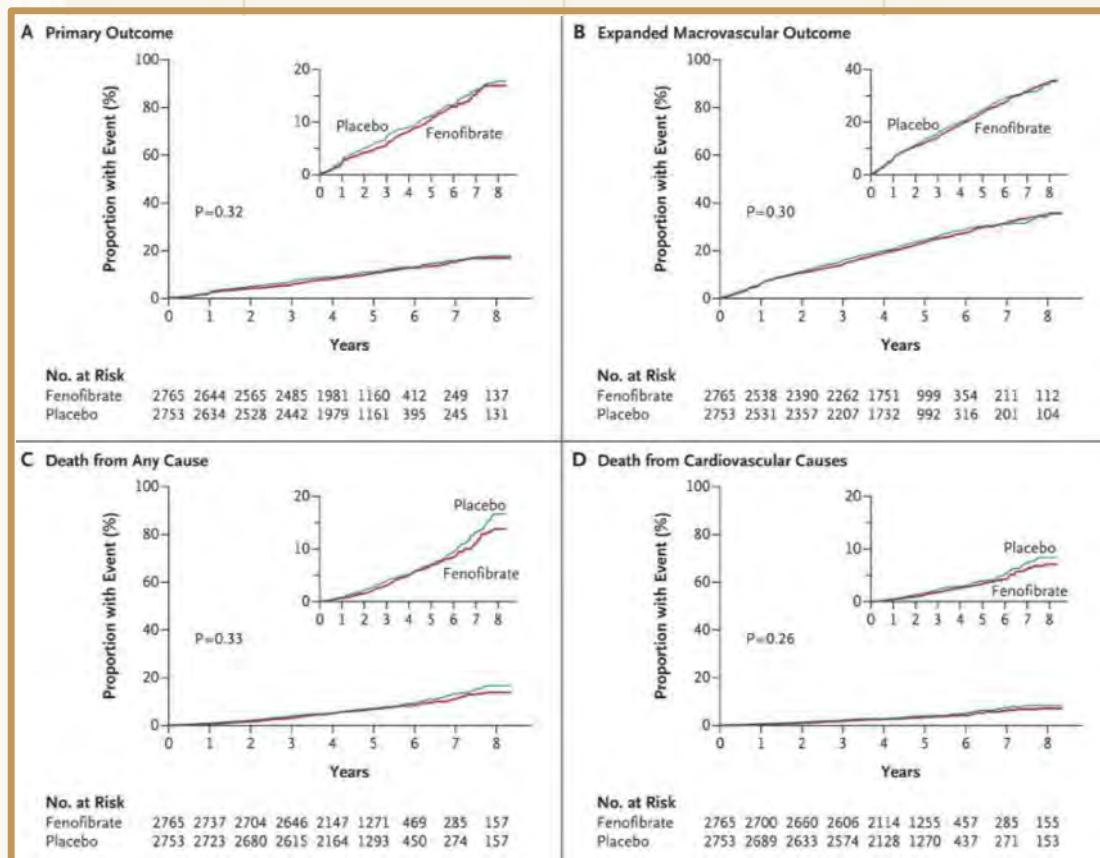 A Primary Outcome
Proportion with Event (%)
100
80
60
40
20
0
20
10
0
Placebo
Fenofibrate
0 1 2 3 4 5 6 7 8
P=0.32
0 1 2 3 4 5 6 7 8
Years
No. at Risk
Fenofibrate 2765 2644 2565 2485 1981 1160 412 249 137
Placebo 2753 2634 2528 2442 1979 1161 395 245 131
B Expanded Macrovascular Outcome
Proportion with Event (%)
100
80
60
40
20
0
40
20
0
Placebo
Fenofibrate
0 1 2 3 4 5 6 7 8
P=0.30
0 1 2 3 4 5 6 7 8
Years
No. at Risk
Fenofibrate 2765 2538 2390 2262 1751 999 354 211 112
Placebo 2753 2531 2357 2207 1732 992 316 201 104
C Death from Any Cause
Proportion with Event (%)
100
80
60
40
20
0
20
10
0
Placebo
Fenofibrate
0 1 2 3 4 5 6 7 8
P=0.33
0 1 2 3 4 5 6 7 8
Years
No. at Risk
Fenofibrate 2765 2737 2704 2646 2147 1271 469 285 157
Placebo 2753 2723 2680 2615 2164 1293 450 274 157
D Death from Cardiovascular Causes
Proportion with Event (%)
100
80
60
40
20
0
20
10
0
Placebo
Fenofibrate
0 1 2 3 4 5 6 7 8
P=0.26
0 1 2 3 4 5 6 7 8
Years
No. at Risk
Fenofibrate 2765 2700 2660 2606 2114 1255 457 285 155
Placebo 2753 2689 2633 2574 2128 1270 437 271 153